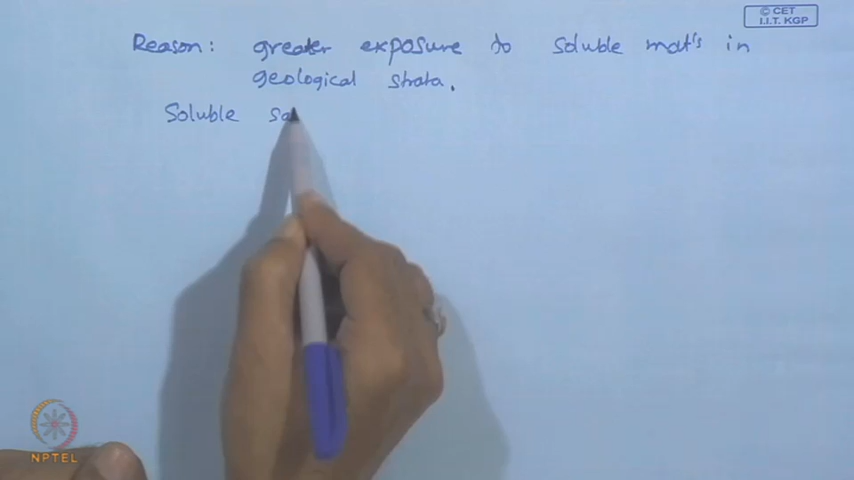 © CET
I.I.T. KGP
Reason: greater exposure to soluble mat's in
geological strata.
Soluble sa
NPTEL